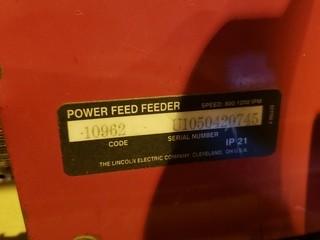 POWER FEED FEEDER SPEED: 800/1200 IPM
10962 U1050420745
CODE SERIAL NUMBER IP 21
THE LINCOLN ELECTRIC COMPANY, CLEVELAND, OH U.S.A.